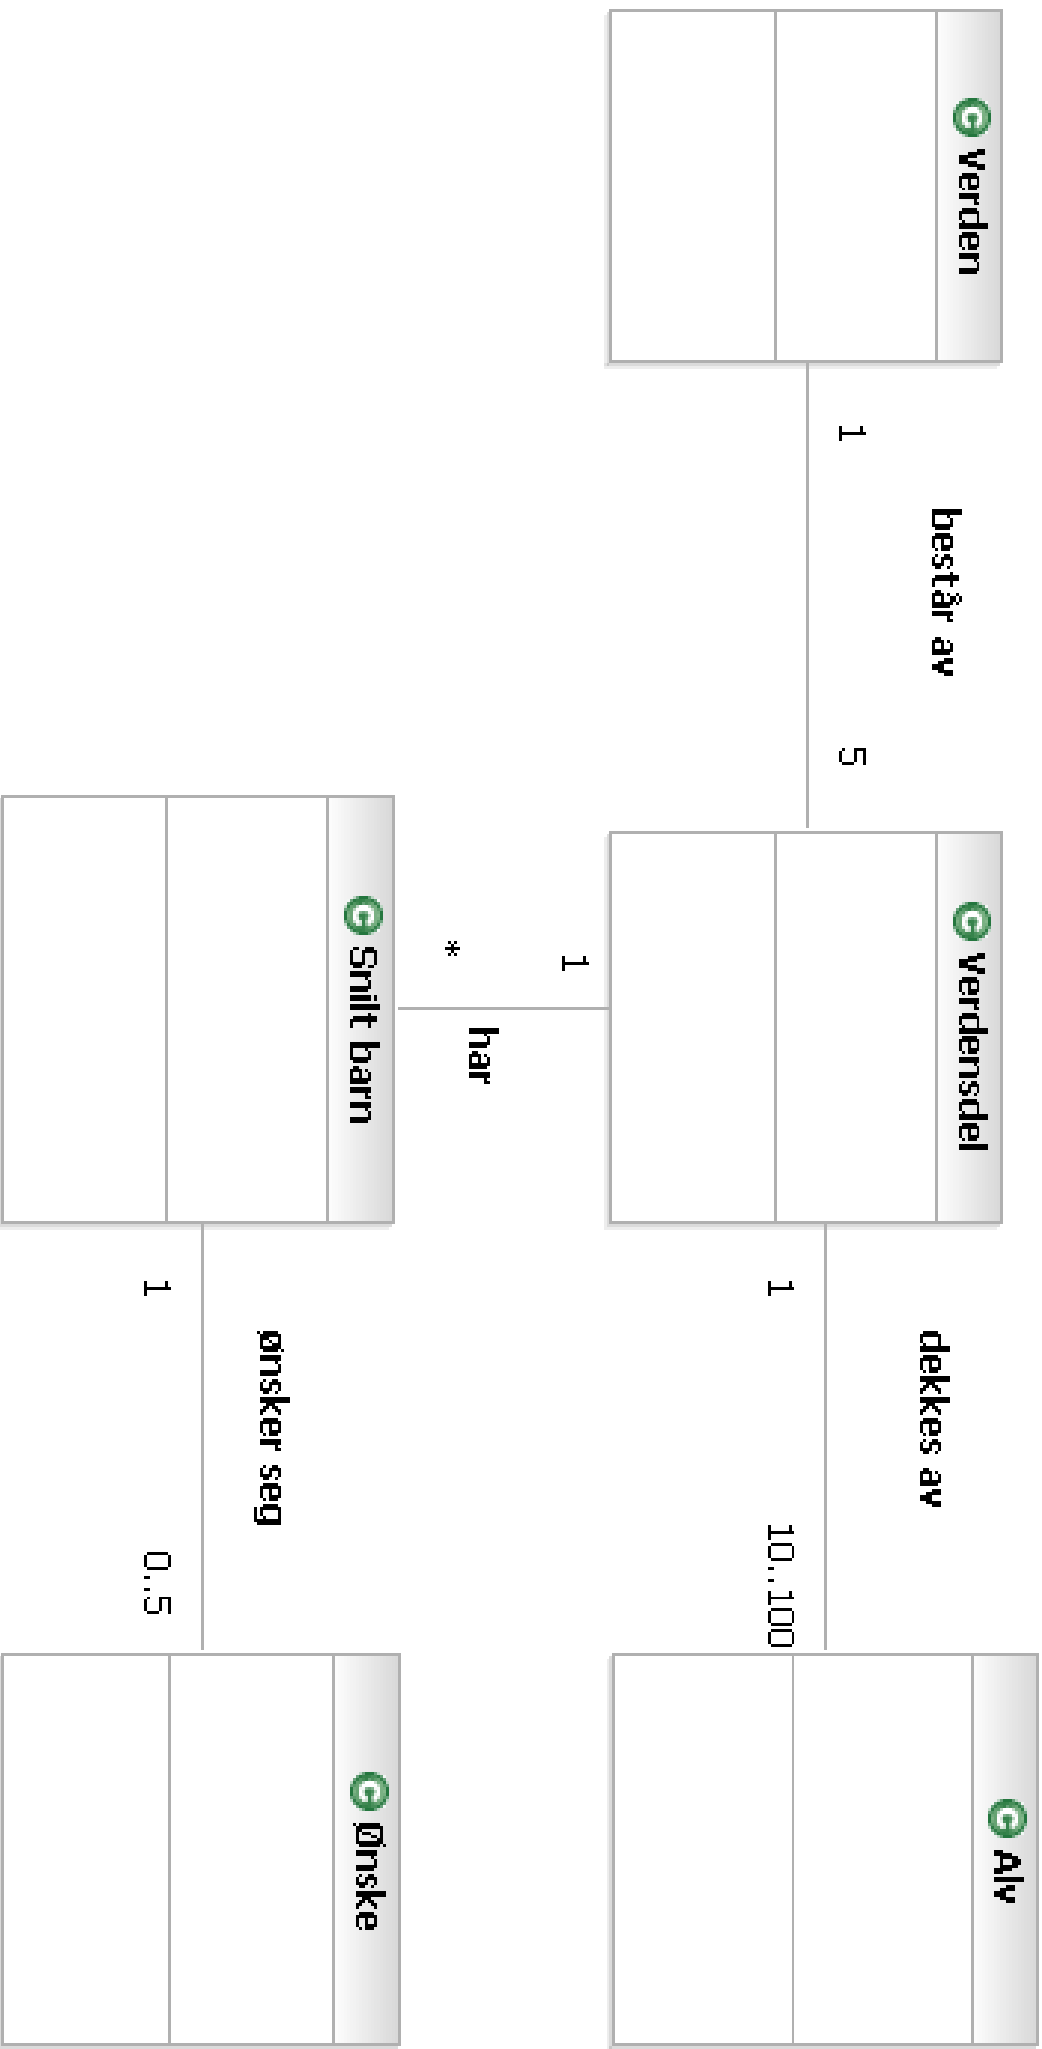 Verden
1
består av
5
Verdensdel
1
dekkes av
10..100
Alv
1
har
*
Snilt barn
1
ønsker seg
0..5
Ønske